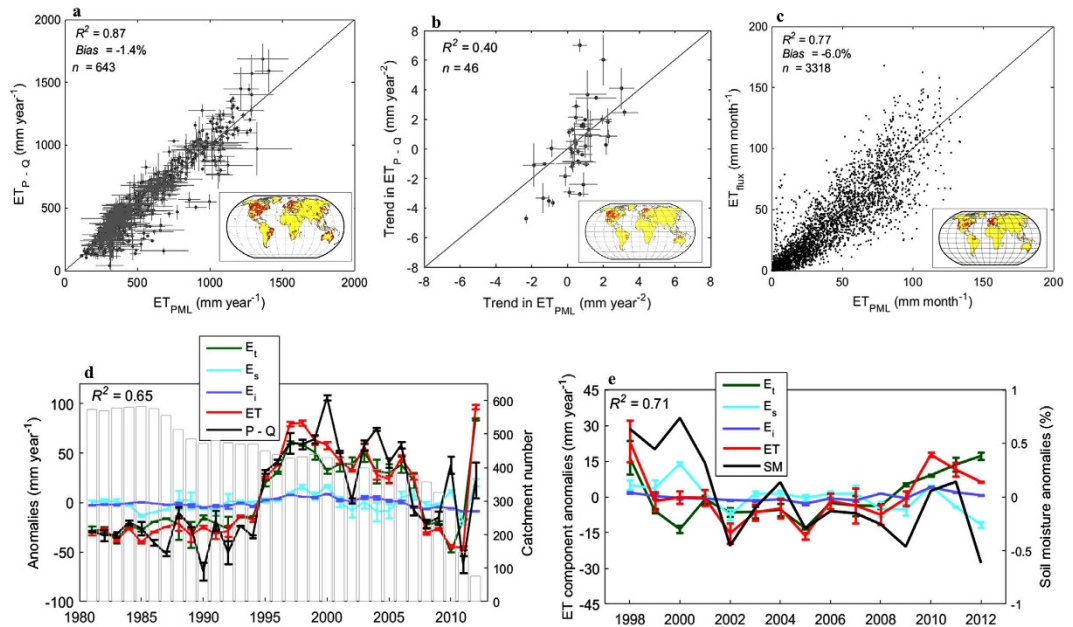 a
R² = 0.87
Bias = -1.4%
n = 643
ET_P - Q (mm year⁻¹)
2000
1500
1000
500
0
0 500 1000 1500 2000
ET_PML (mm year⁻¹)
b
R² = 0.40
n = 46
Trend in ET_P - Q (mm year⁻²)
8
6
4
2
0
-2
-4
-6
-8
-8 -6 -4 -2 0 2 4 6 8
Trend in ET_PML (mm year⁻²)
c
R² = 0.77
Bias = -6.0%
n = 3318
ET_flux (mm month⁻¹)
200
150
100
50
0
0 50 100 150 200
ET_PML (mm month⁻¹)
d
R² = 0.65
E_t
E_s
E_i
ET
P - Q
Anomalies (mm year⁻¹)
100
50
0
-50
-100
1980 1985 1990 1995 2000 2005 2010
600
500
400
300
200
100
0
Catchment number
e
R² = 0.71
E_t
E_s
E_i
ET
SM
ET component anomalies (mm year⁻¹)
45
30
15
0
-15
-30
-45
1998 2000 2002 2004 2006 2008 2010 2012
1
0.5
0
-0.5
-1
Soil moisture anomalies (%)